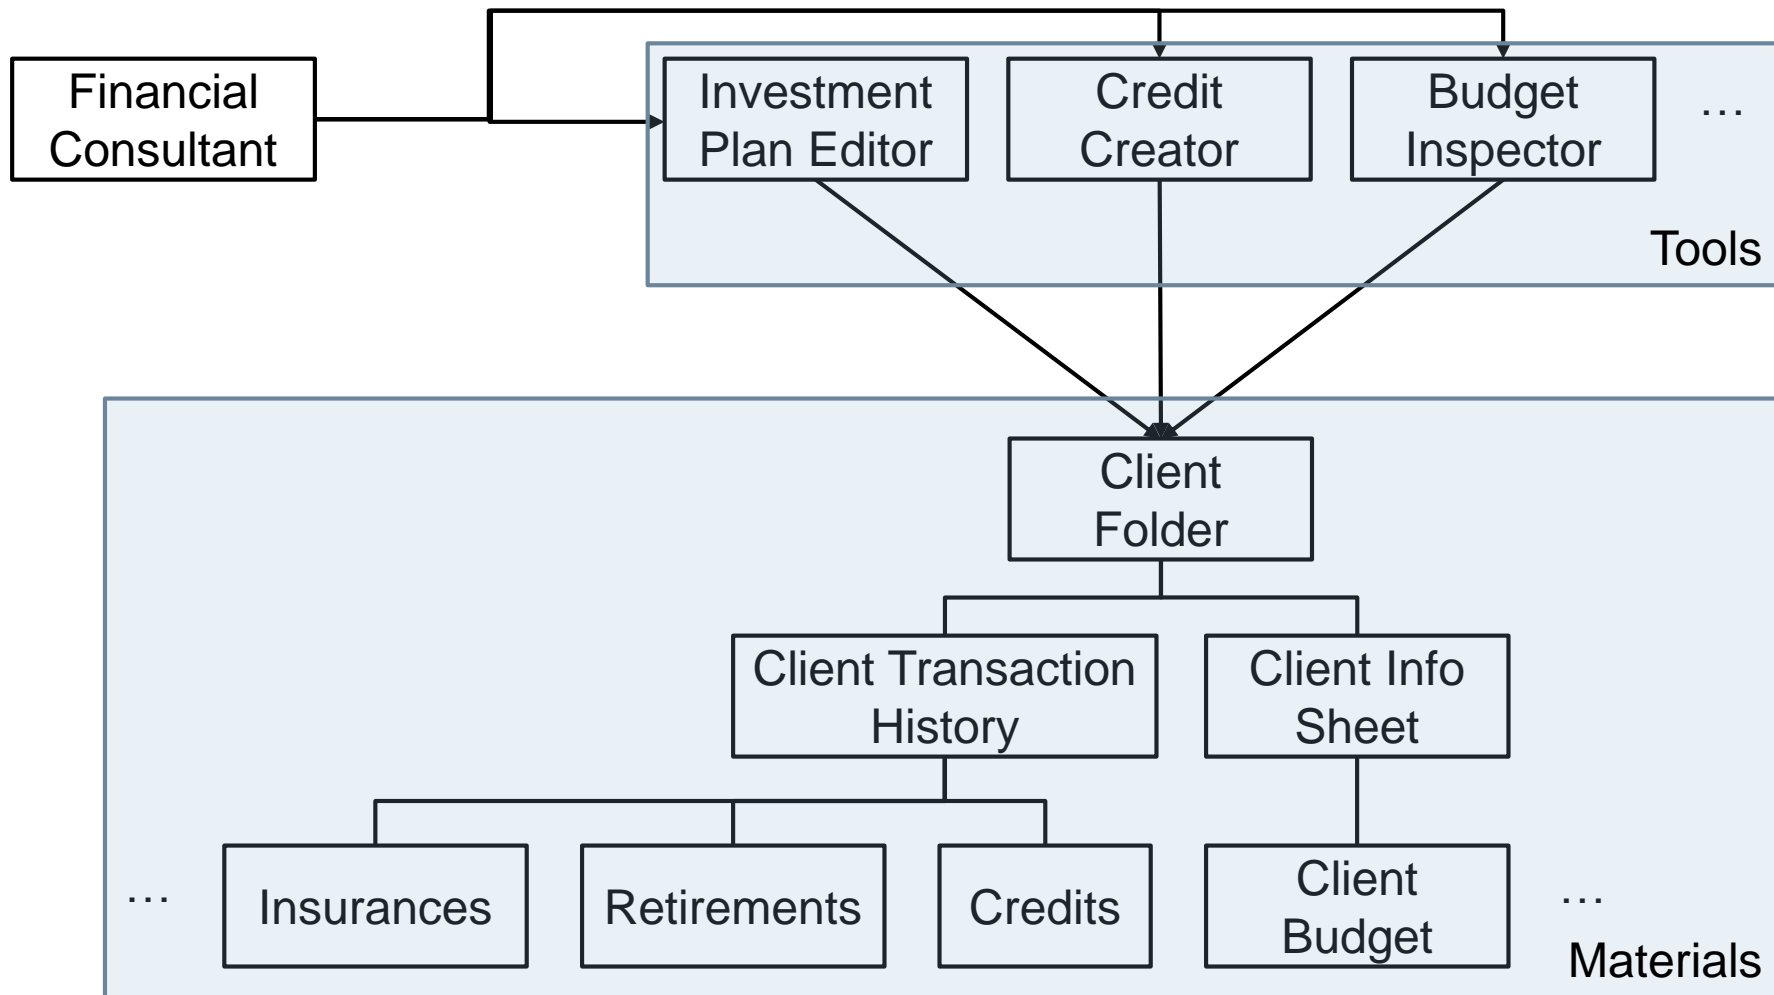 Financial
Consultant
Investment
Plan Editor
Credit
Creator
Budget
Inspector
...
Tools
Client
Folder
Client Transaction
History
Client Info
Sheet
...
Insurances
Retirements
Credits
Client
Budget
...
Materials